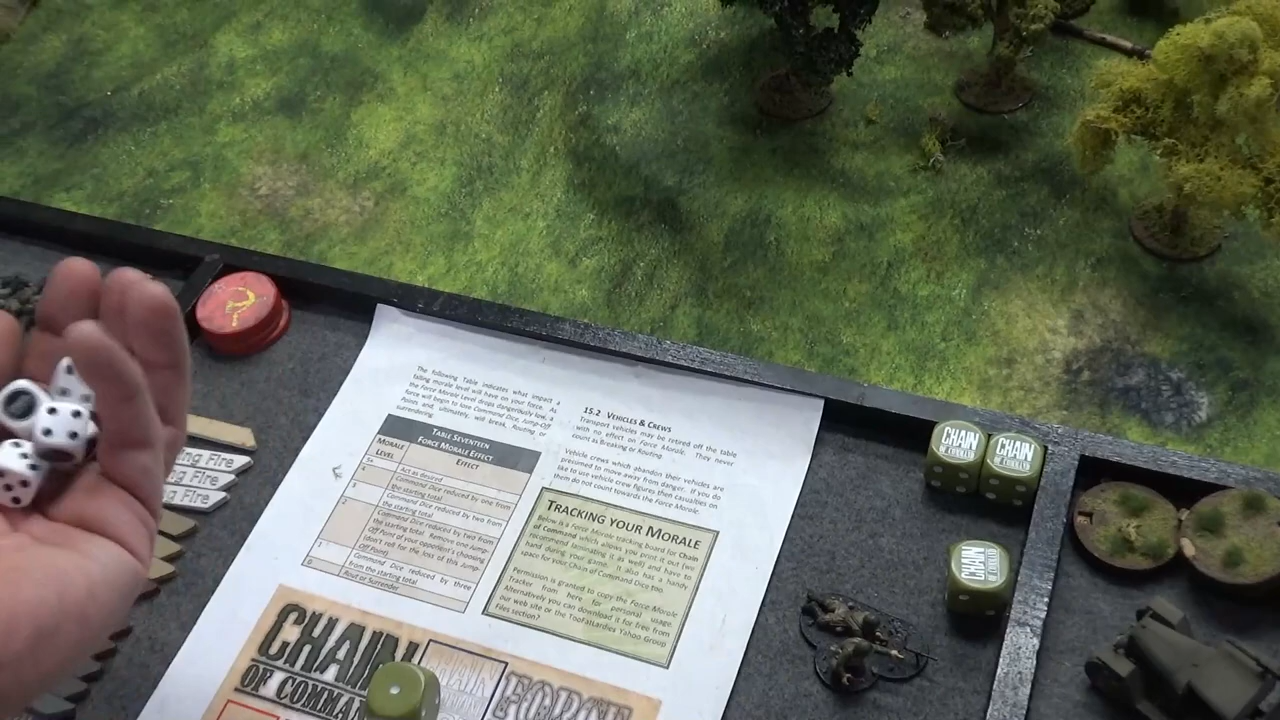 The following Table indicates what impact a
falling morale level will have on your force. As
the Force Morale Level drops dangerously low, a
force will begin to lose Command Dice, Jump-Off
Points and, ultimately, will break, Routing or
surrendering.
TABLE SEVENTEEN
FORCE MORALE EFFECT
MORALE
LEVEL
EFFECT
5+
Act as desired
4
Command Dice reduced by one from
the starting total
3
Command Dice reduced by two from
the starting total
2
Command Dice reduced by two from
the starting total. Remove one Jump-
Off Point of your opponent's choosing
(don't roll for the loss of this Jump-
Off Point)
1
Command Dice reduced by three
from the starting total
0
Rout or Surrender
15.2 VEHICLES & CREWS
Transport vehicles may be retired off the table
with no effect on Force Morale. They never
count as Breaking or Routing.
Vehicle crews which abandon their vehicles are
presumed to move away from danger. If you do
like to use vehicle crew figures then casualties on
them do not count towards the Force Morale.
TRACKING YOUR MORALE
Below is a Force Morale tracking board for Chain
of Command which allows you print it out (we
recommend laminating it as well) and have to
hand during your game. It also has a handy
space for your Chain of Command Dice too.
Permission is granted to copy the Force Morale
Tracker from here for personal usage.
Alternatively you can download it for free from
our web site or the TooFatLardies Yahoo Group
Files section?
CHAIN
OF COMMAND
CHAIN
FORCE
ng Fire
ng Fire
ng Fire
CHAIN
OF COMMAND
CHAIN
OF COMMAND
CHAIN
OF COMMAND